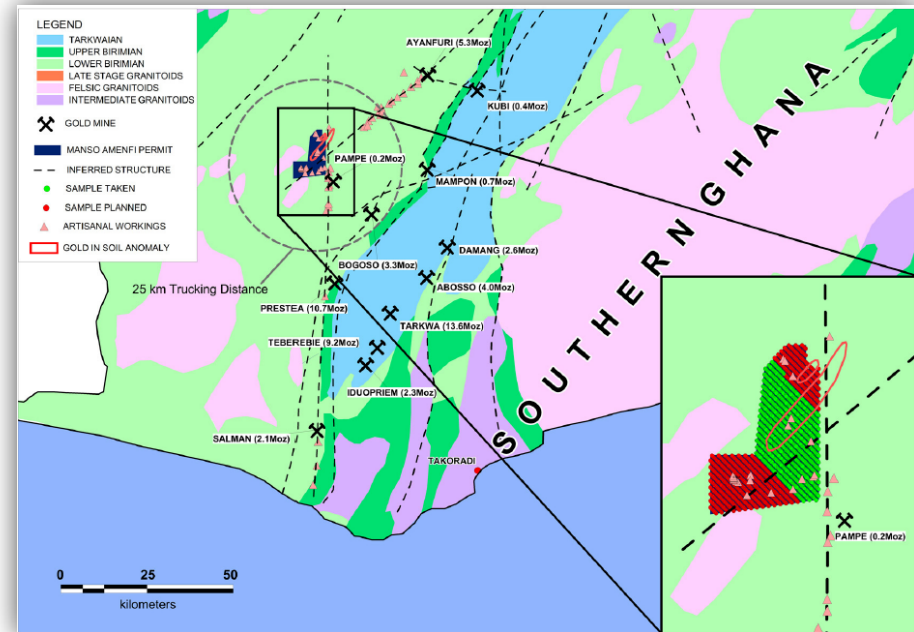 LEGEND
TARKWAIAN
UPPER BIRIMIAN
LOWER BIRIMIAN
LATE STAGE GRANITOIDS
FELSIC GRANITOIDS
INTERMEDIATE GRANITOIDS
GOLD MINE
MANSO AMENFI PERMIT
INFERRED STRUCTURE
SAMPLE TAKEN
SAMPLE PLANNED
ARTISANAL WORKINGS
GOLD IN SOIL ANOMALY
AYANFURI (5.3Moz)
KUBI (0.4Moz)
PAMPE (0.2Moz)
MAMPON (0.7Moz)
DAMANG (2.6Moz)
BOGOSO (3.3Moz)
ABOSSO (4.0Moz)
25 km Trucking Distance
PRESTEA (10.7Moz)
TARKWA (13.6Moz)
TEBEREBIE (9.2Moz)
IDUOPRIEM (2.3Moz)
SALMAN (2.1Moz)
TAKORADI
SOUTHERN GHANA
PAMPE (0.2Moz)
0 25 50
kilometers